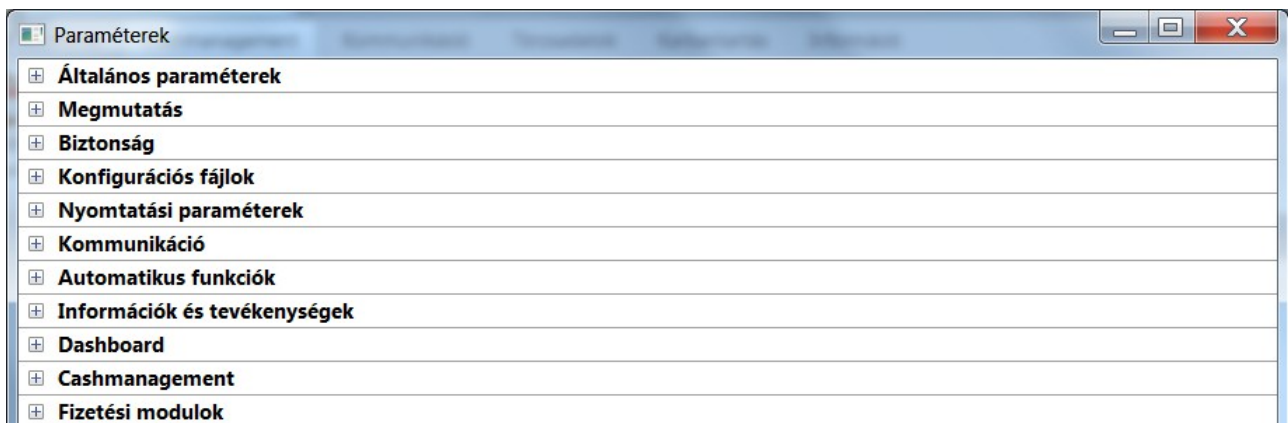 Paraméterek
Általános paraméterek
Megmutatás
Biztonság
Konfigurációs fájlok
Nyomtatási paraméterek
Kommunikáció
Automatikus funkciók
Információk és tevékenységek
Dashboard
Cashmanagement
Fizetési modulok